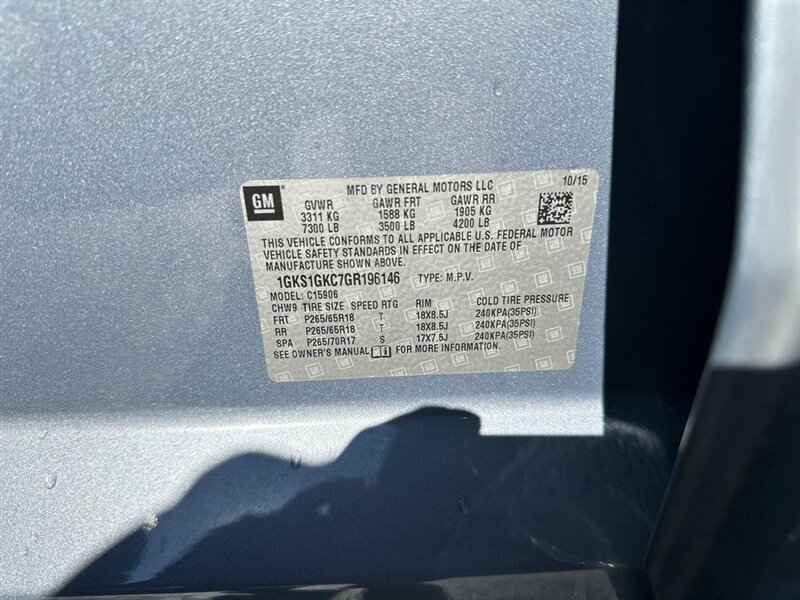 GM
MFD BY GENERAL MOTORS LLC 10/15
GVWR GAWR FRT GAWR RR
3311 KG 1588 KG 1905 KG
7300 LB 3500 LB 4200 LB
THIS VEHICLE CONFORMS TO ALL APPLICABLE U.S. FEDERAL MOTOR
VEHICLE SAFETY STANDARDS IN EFFECT ON THE DATE OF
MANUFACTURE SHOWN ABOVE.
1GKS1GKC7GR196146 TYPE: M.P.V.
MODEL: C15906
CHW9 TIRE SIZE SPEED RTG RIM COLD TIRE PRESSURE
FRT P265/65R18 T 18X8.5J 240KPA(35PSI)
RR P265/65R18 T 18X8.5J 240KPA(35PSI)
SPA P265/70R17 S 17X7.5J 240KPA(35PSI)
SEE OWNER'S MANUAL FOR MORE INFORMATION.